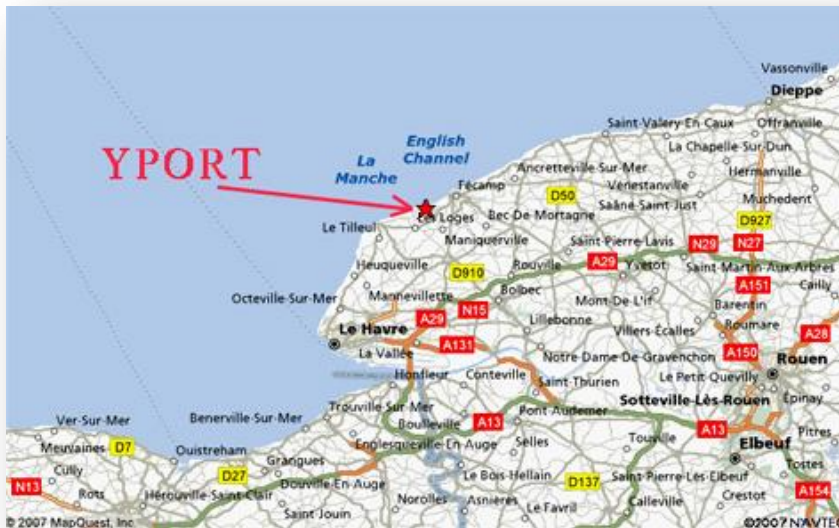 Vassonville
Dieppe
Saint-Valery-En Caux
Offranville
La Chapelle-Sur-Dun
English
Channel
YPORT
La
Manche
Ancretteville-Sur-Mer
Hermanville
Fécamp
D50
Vénestanville
Muchedent
Saâne-Saint-Just
Les Loges
Bec-De-Mortagne
D927
Le Tilleul
Maniquerville
Saint-Pierre-Lavis
N29
N27
A29
Heuqueville
D910
Rouville
Yvetot
Saint-Martin-Aux-Arbres
A151
Cailly
Octeville-Sur-Mer
Mannevillette
Bolbec
Mont-De-L'if
N15
Barentin
A29
Lillebonne
Villers-Écalles
Roumare
A28
Le Havre
A131
La Vallée
Notre-Dame-De-Gravenchon
A150
Rouen
Honfleur
Conteville
Le Petit-Quevilly
Saint-Thurien
Sotteville-Lès-Rouen
Épinay
Trouville-Sur-Mer
Ver-Sur-Mer
Benerville-Sur-Mer
Pont-Audemer
Boulleville
A13
A13
Pitres
Meuvaines
D7
Ouistreham
Englesqueville-En-Auge
Selles
Touville
Elbeuf
Cully
Grangues
D27
Le Bois-Hellain
Saint-Pierre-Lès-Elbeuf
Tostes
N13
Rots
Douville-En-Auge
D137
Hérouville-Saint-Clair
Crestot
A154
Norolles
Asnières
Saint-Jouin
Le Favril
Calleville
© 2007 MapQuest, Inc
©2007 NAVTE